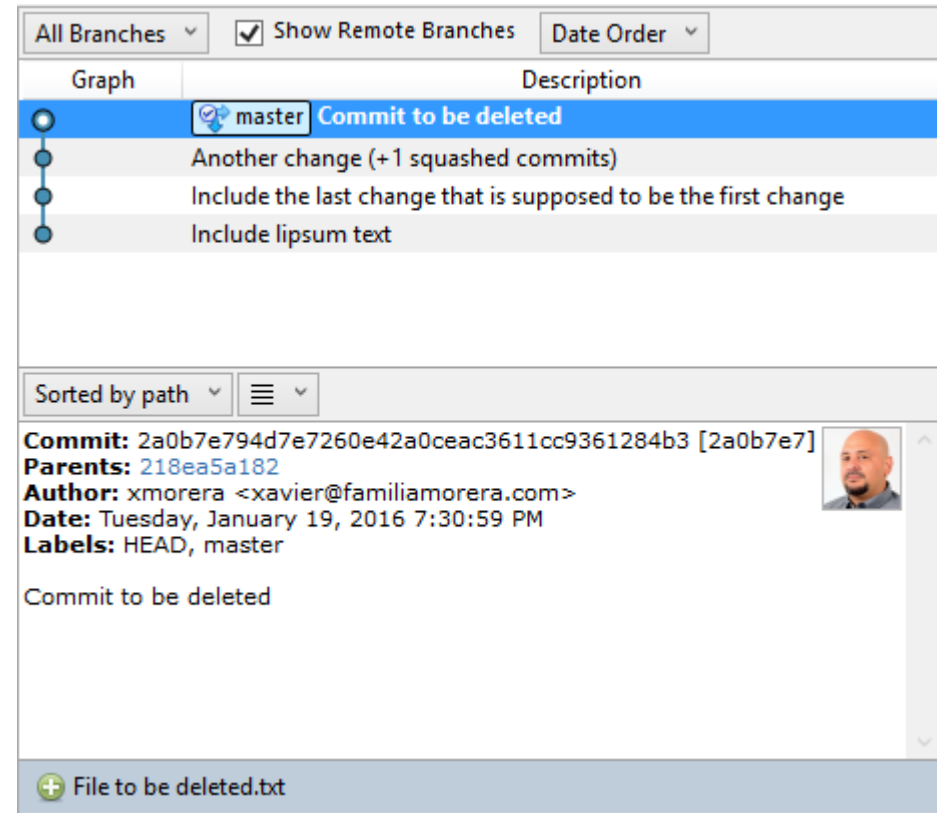 All Branches Show Remote Branches Date Order
Graph Description
master Commit to be deleted
Another change (+1 squashed commits)
Include the last change that is supposed to be the first change
Include lipsum text
Sorted by path
Commit: 2a0b7e794d7e7260e42a0ceac3611cc9361284b3 [2a0b7e7]
Parents: 218ea5a182
Author: xmorera <xavier@familiamorera.com>
Date: Tuesday, January 19, 2016 7:30:59 PM
Labels: HEAD, master
Commit to be deleted
File to be deleted.txt